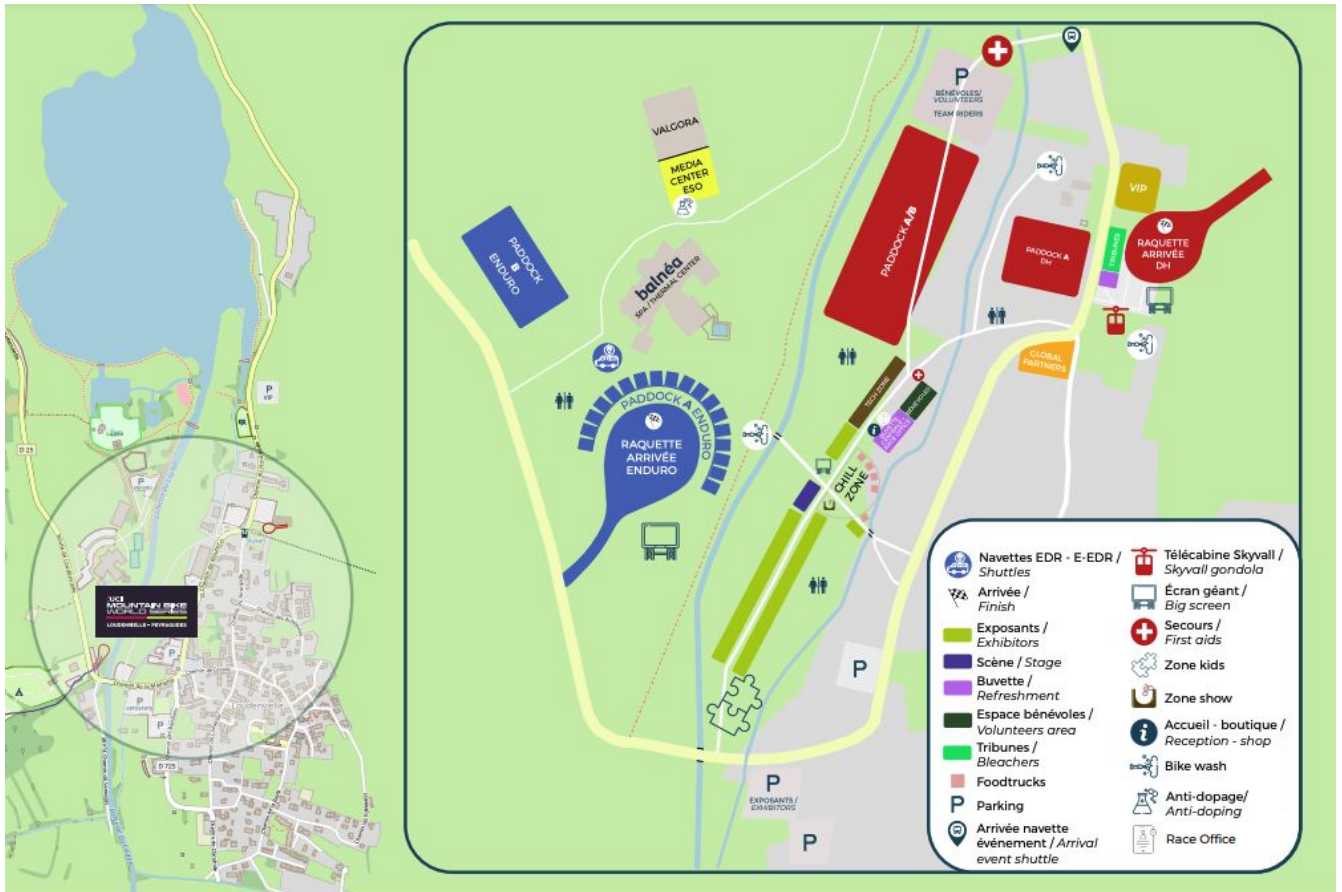 P
VIP
D 25
P
P
UCI
MOUNTAIN BIKE
WORLD SERIES
LOUDENVIELLE - PEYRAGUDES
P
Loudenvielle
D 725
P
BÉNÉVOLES/
VOLUNTEERS
TEAM RIDERS
VALGORA
MEDIA
CENTER
ESO
PADDOCK
B
ENDURO
balnéa
SPA / THERMAL CENTER
PADDOCK A/B
VIP
TRIBUNES
RAQUETTE
ARRIVÉE
DH
PADDOCK A
DH
GLOBAL
PARTNERS
TECH ZONE
BÉNÉVOLES
PADDOCK A ENDURO
RAQUETTE
ARRIVÉE
ENDURO
CHILL
ZONE
P
P
EXPOSANTS /
EXHIBITORS
P
Navettes EDR - E-EDR /
Shuttles
Arrivée /
Finish
Exposants /
Exhibitors
Scène / Stage
Buvette /
Refreshment
Espace bénévoles /
Volunteers area
Tribunes /
Bleachers
Foodtrucks
P
Parking
Arrivée navette
événement / Arrival
event shuttle
Télécabine Skyvall /
Skyvall gondola
Écran géant /
Big screen
Secours /
First aids
Zone kids
Zone show
Accueil - boutique /
Reception - shop
Bike wash
Anti-dopage/
Anti-doping
Race Office